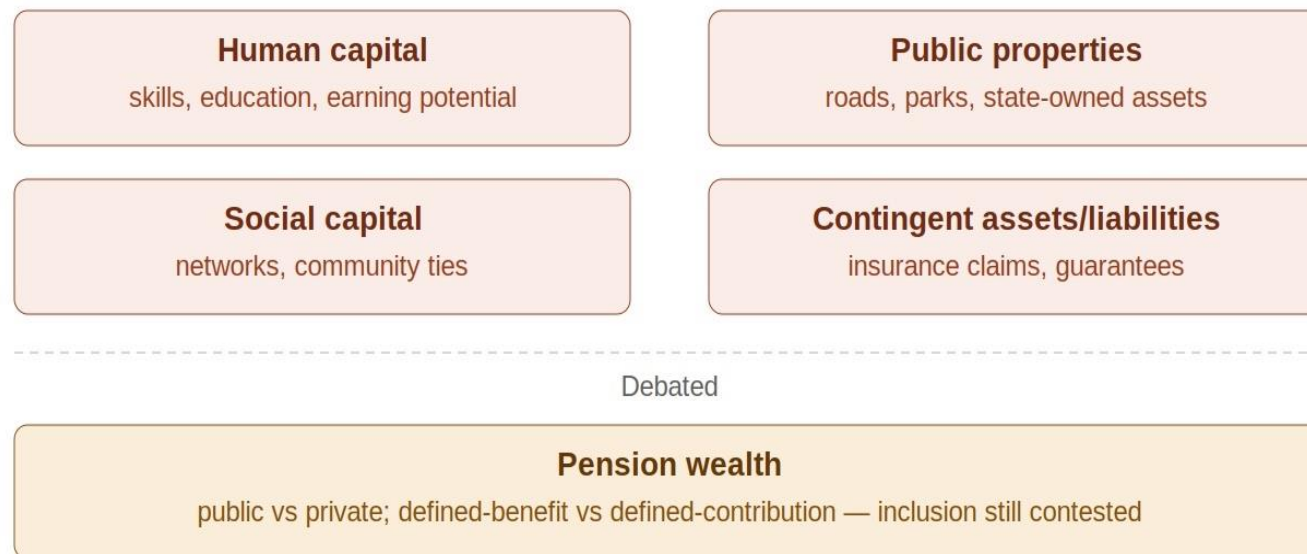 Human capital
skills, education, earning potential
Public properties
roads, parks, state-owned assets
Social capital
networks, community ties
Contingent assets/liabilities
insurance claims, guarantees
Debated
Pension wealth
public vs private; defined-benefit vs defined-contribution — inclusion still contested